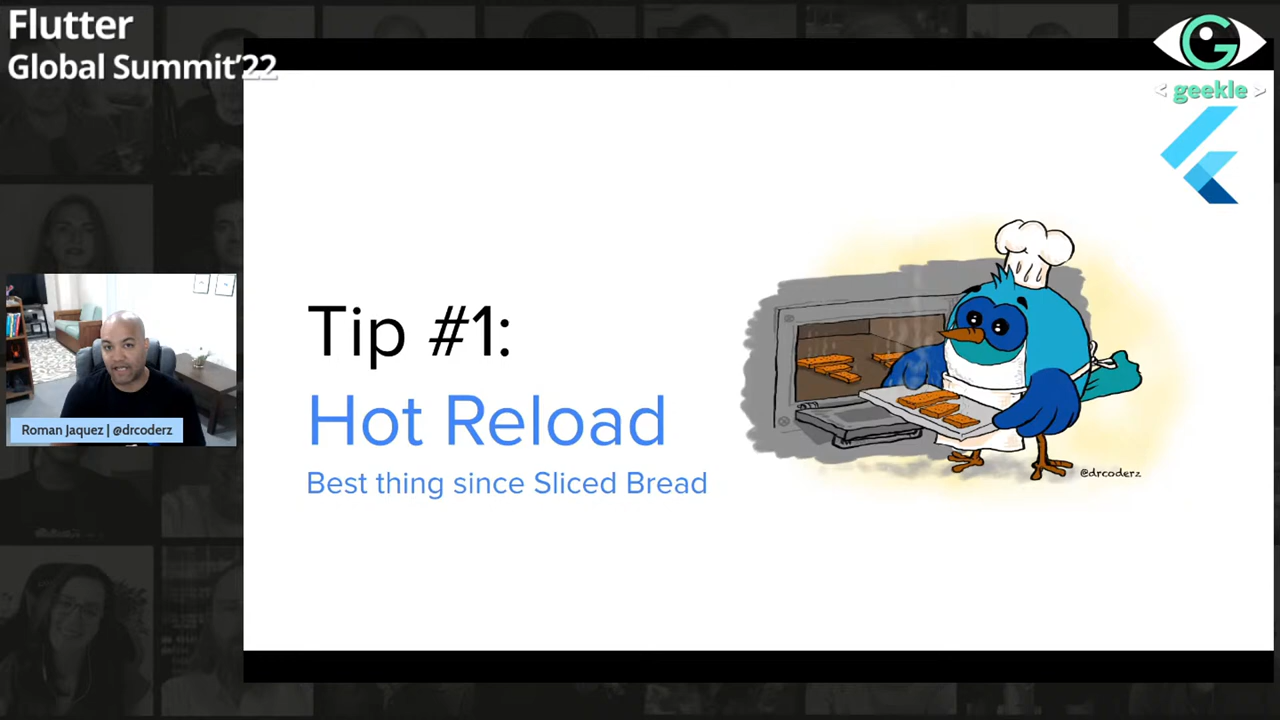 Flutter
Global Summit'22
G
< geekle >
Tip #1:
Hot Reload
Best thing since Sliced Bread
@drcoderz
Roman Jaquez | @drcoderz